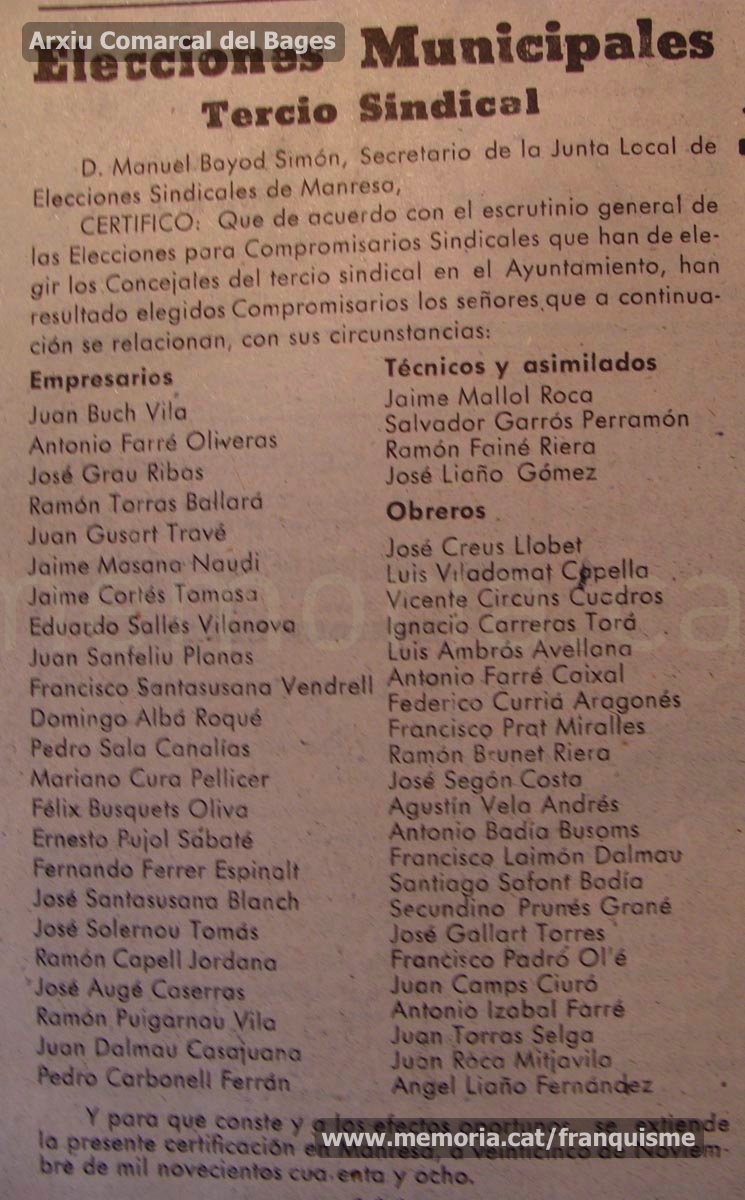 Arxiu Comarcal del Bages
Elecciones Municipales
Tercio Sindical
D. Manuel Bayod Simón, Secretario de la Junta Local de
Elecciones Sindicales de Manresa,
CERTIFICO: Que de acuerdo con el escrutinio general de
las Elecciones para Compromisarios Sindicales que han de ele-
gir los Concejales del tercio sindical en el Ayuntamiento, han
resultado elegidos Compromisarios los señores que a continua-
ción se relacionan, con sus circunstancias:
Empresarios
Juan Buch Vila
Antonio Farré Oliveras
José Grau Ribas
Ramón Torras Ballará
Juan Gusart Travé
Jaime Masana Naudi
Jaime Cortés Tomasa
Eduardo Sallés Vilanova
Juan Sanfeliu Planas
Francisco Santasusana Vendrell
Domingo Albá Roqué
Pedro Sala Canalías
Mariano Cura Pellicer
Félix Busquets Oliva
Ernesto Pujol Sabaté
Fernando Ferrer Espinalt
José Santasusana Blanch
José Solernou Tomás
Ramón Capell Jordana
José Augé Caserras
Ramón Puigarnau Vila
Juan Dalmau Casajuana
Pedro Carbonell Ferrán
Técnicos y asimilados
Jaime Mallol Roca
Salvador Garrós Perramón
Ramón Fainé Riera
José Liaño Gómez
Obreros
José Creus Llobet
Luis Viladomat Capella
Vicente Circuns Cuadros
Ignacio Carreras Torá
Luis Ambrós Avellana
Antonio Farré Caixal
Federico Curriá Aragonés
Francisco Prat Miralles
Ramón Brunet Riera
José Segón Costa
Agustín Vela Andrés
Antonio Badía Busoms
Francisco Laimón Dalmau
Santiago Safont Badía
Secundino Prunés Grané
José Gallart Torres
Francisco Padró Ol'é
Juan Camps Ciuró
Antonio Izabal Farré
Juan Torras Selga
Juan Roca Mitjavila
Angel Liaño Fernández
Y para que conste y a los efectos oportunos, se extiende
la presente certificación en Manresa, a veinticinco de Noviem-
bre de mil novecientos cua enta y ocho.
www.memoria.cat/franquisme